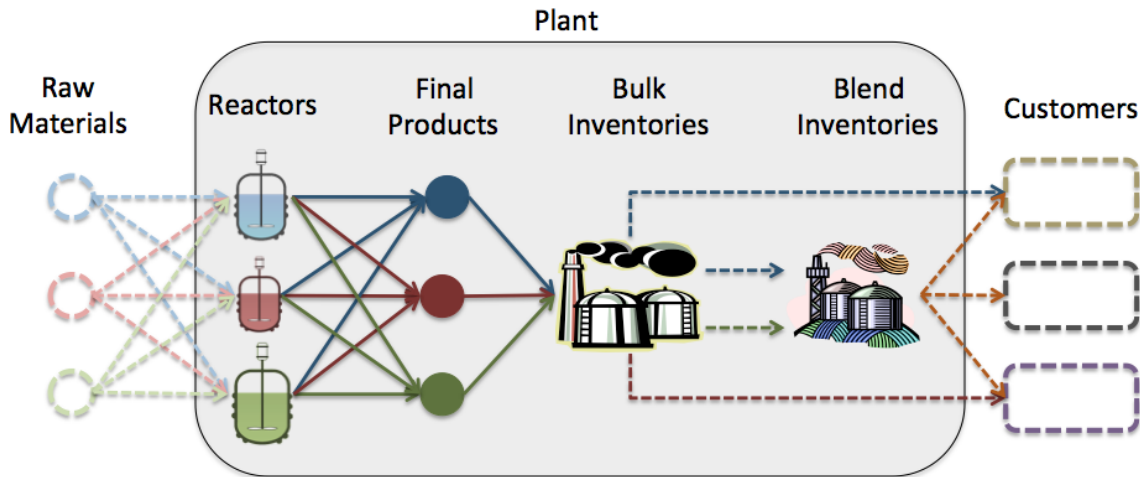 Plant
Raw
Materials
Reactors
Final
Products
Bulk
Inventories
Blend
Inventories
Customers